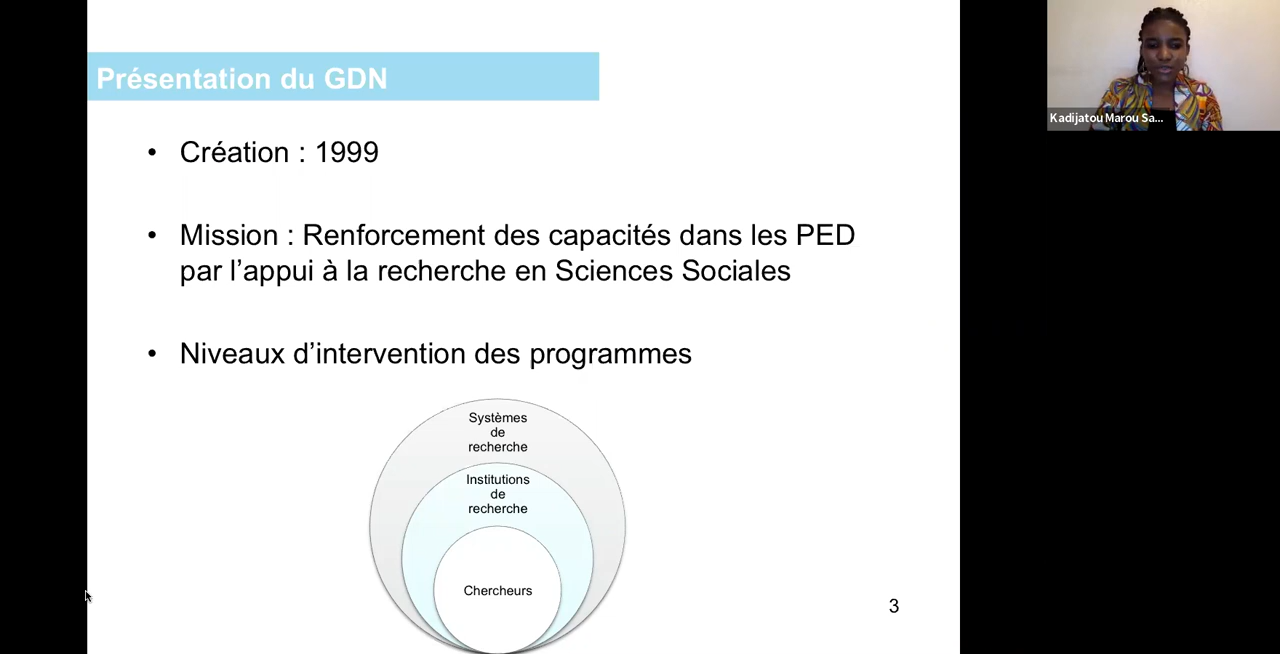 Présentation du GDN
Kadijatou Marou Sa...
• Création : 1999
• Mission : Renforcement des capacités dans les PED
par l’appui à la recherche en Sciences Sociales
• Niveaux d’intervention des programmes
Systèmes
de
recherche
Institutions
de
recherche
Chercheurs
3